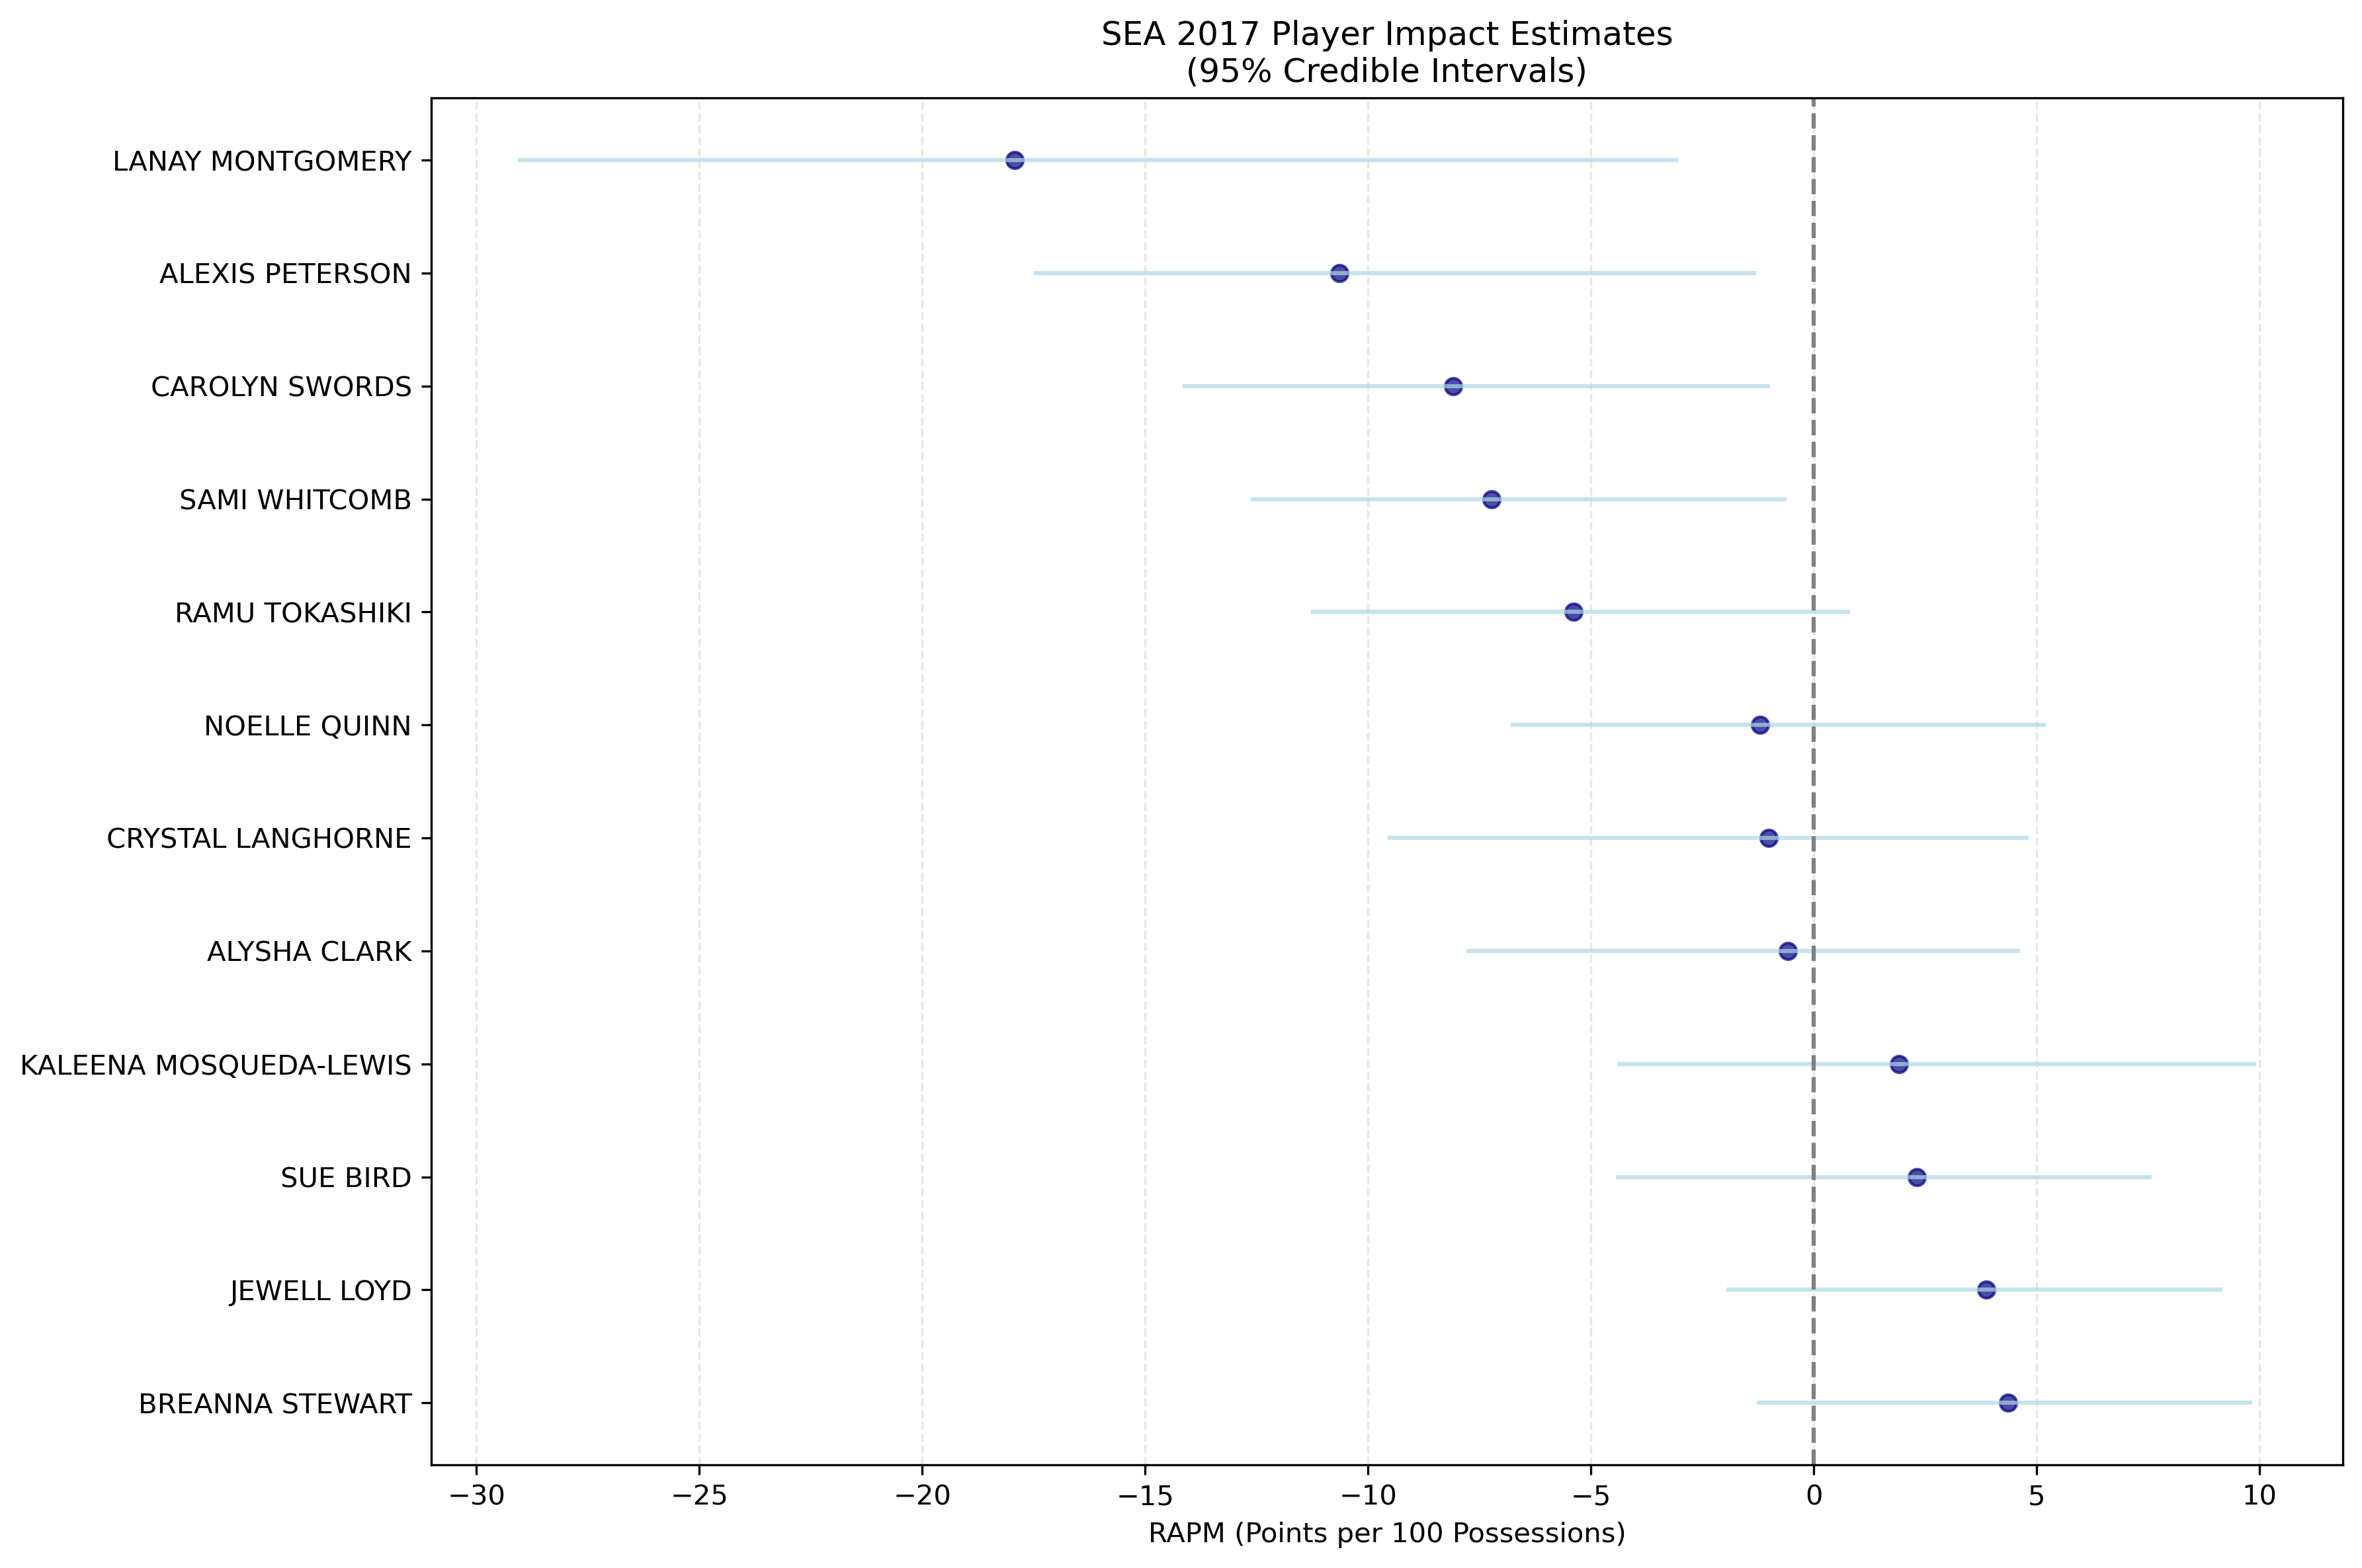 SEA 2017 Player Impact Estimates
(95% Credible Intervals)
LANAY MONTGOMERY
ALEXIS PETERSON
CAROLYN SWORDS
SAMI WHITCOMB
RAMU TOKASHIKI
NOELLE QUINN
CRYSTAL LANGHORNE
ALYSHA CLARK
KALEENA MOSQUEDA-LEWIS
SUE BIRD
JEWELL LOYD
BREANNA STEWART
−30 −25 −20 −15 −10 −5 0 5 10
RAPM (Points per 100 Possessions)